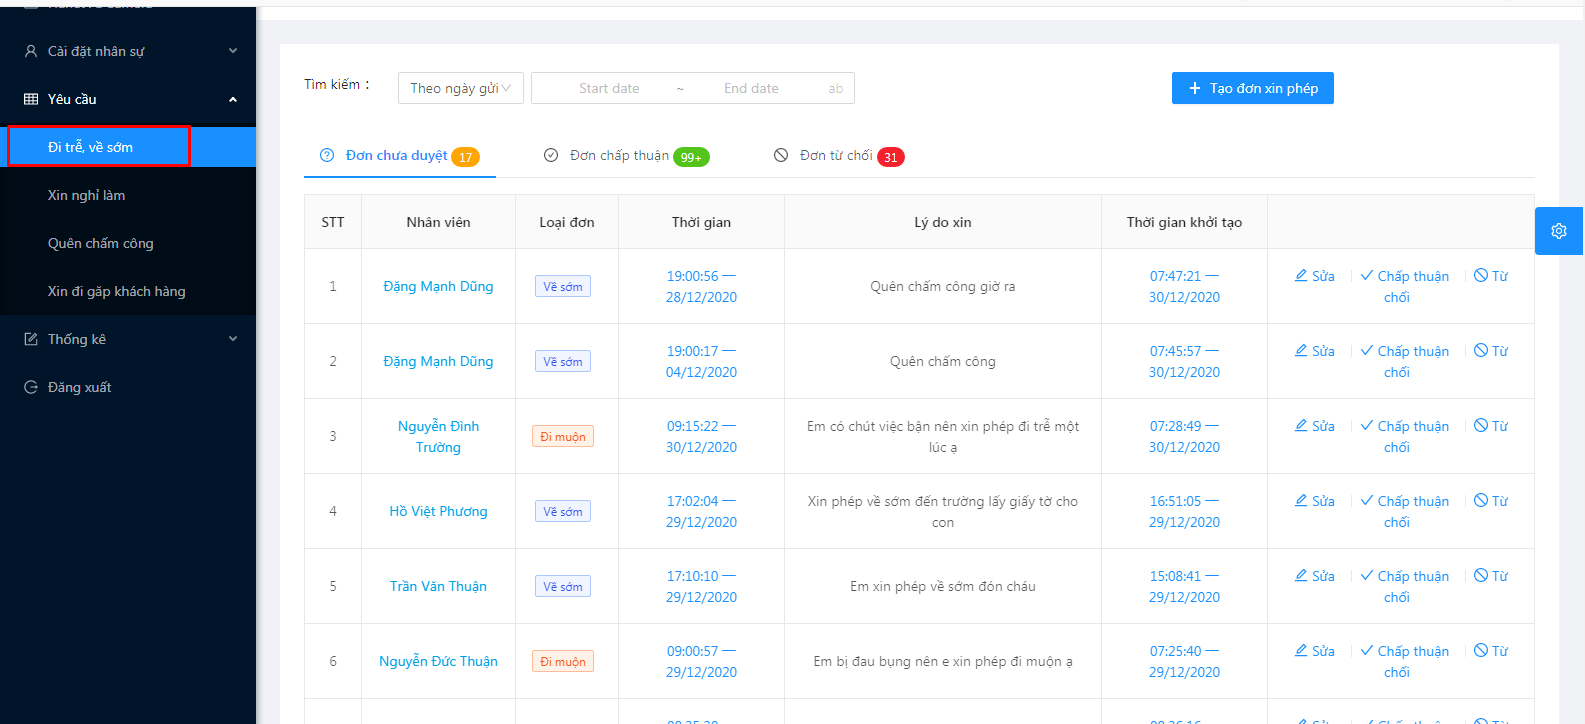 Cài đặt nhân sự
Yêu cầu
Đi trễ, về sớm
Xin nghỉ làm
Quên chấm công
Xin đi gặp khách hàng
Thống kê
Đăng xuất
Tìm kiếm : Theo ngày gửi Start date ~ End date ab + Tạo đơn xin phép
Đơn chưa duyệt 17 Đơn chấp thuận 99+ Đơn từ chối 31
STT Nhân viên Loại đơn Thời gian Lý do xin Thời gian khởi tạo
1 Đặng Mạnh Dũng Về sớm 19:00:56 — 28/12/2020 Quên chấm công giờ ra 07:47:21 — 30/12/2020 Sửa Chấp thuận Từ chối
2 Đặng Mạnh Dũng Về sớm 19:00:17 — 04/12/2020 Quên chấm công 07:45:57 — 30/12/2020 Sửa Chấp thuận Từ chối
3 Nguyễn Đình Trường Đi muộn 09:15:22 — 30/12/2020 Em có chút việc bận nên xin phép đi trễ một lúc ạ 07:28:49 — 30/12/2020 Sửa Chấp thuận Từ chối
4 Hồ Việt Phương Về sớm 17:02:04 — 29/12/2020 Xin phép về sớm đến trường lấy giấy tờ cho con 16:51:05 — 29/12/2020 Sửa Chấp thuận Từ chối
5 Trần Văn Thuận Về sớm 17:10:10 — 29/12/2020 Em xin phép về sớm đón cháu 15:08:41 — 29/12/2020 Sửa Chấp thuận Từ chối
6 Nguyễn Đức Thuận Đi muộn 09:00:57 — 29/12/2020 Em bị đau bụng nên e xin phép đi muộn ạ 07:25:40 — 29/12/2020 Sửa Chấp thuận Từ chối